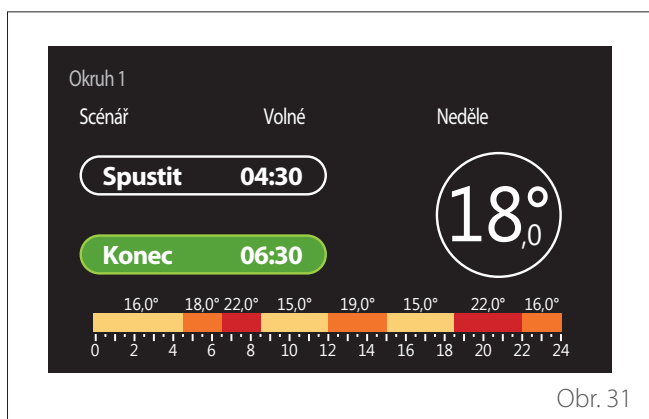 Okruh 1
Scénář Volné Neděle
Spustit 04:30
18°,0
Konec 06:30
16,0° 18,0° 22,0° 15,0° 19,0° 15,0° 22,0° 16,0°
0 2 4 6 8 10 12 14 16 18 20 22 24
Obr. 31